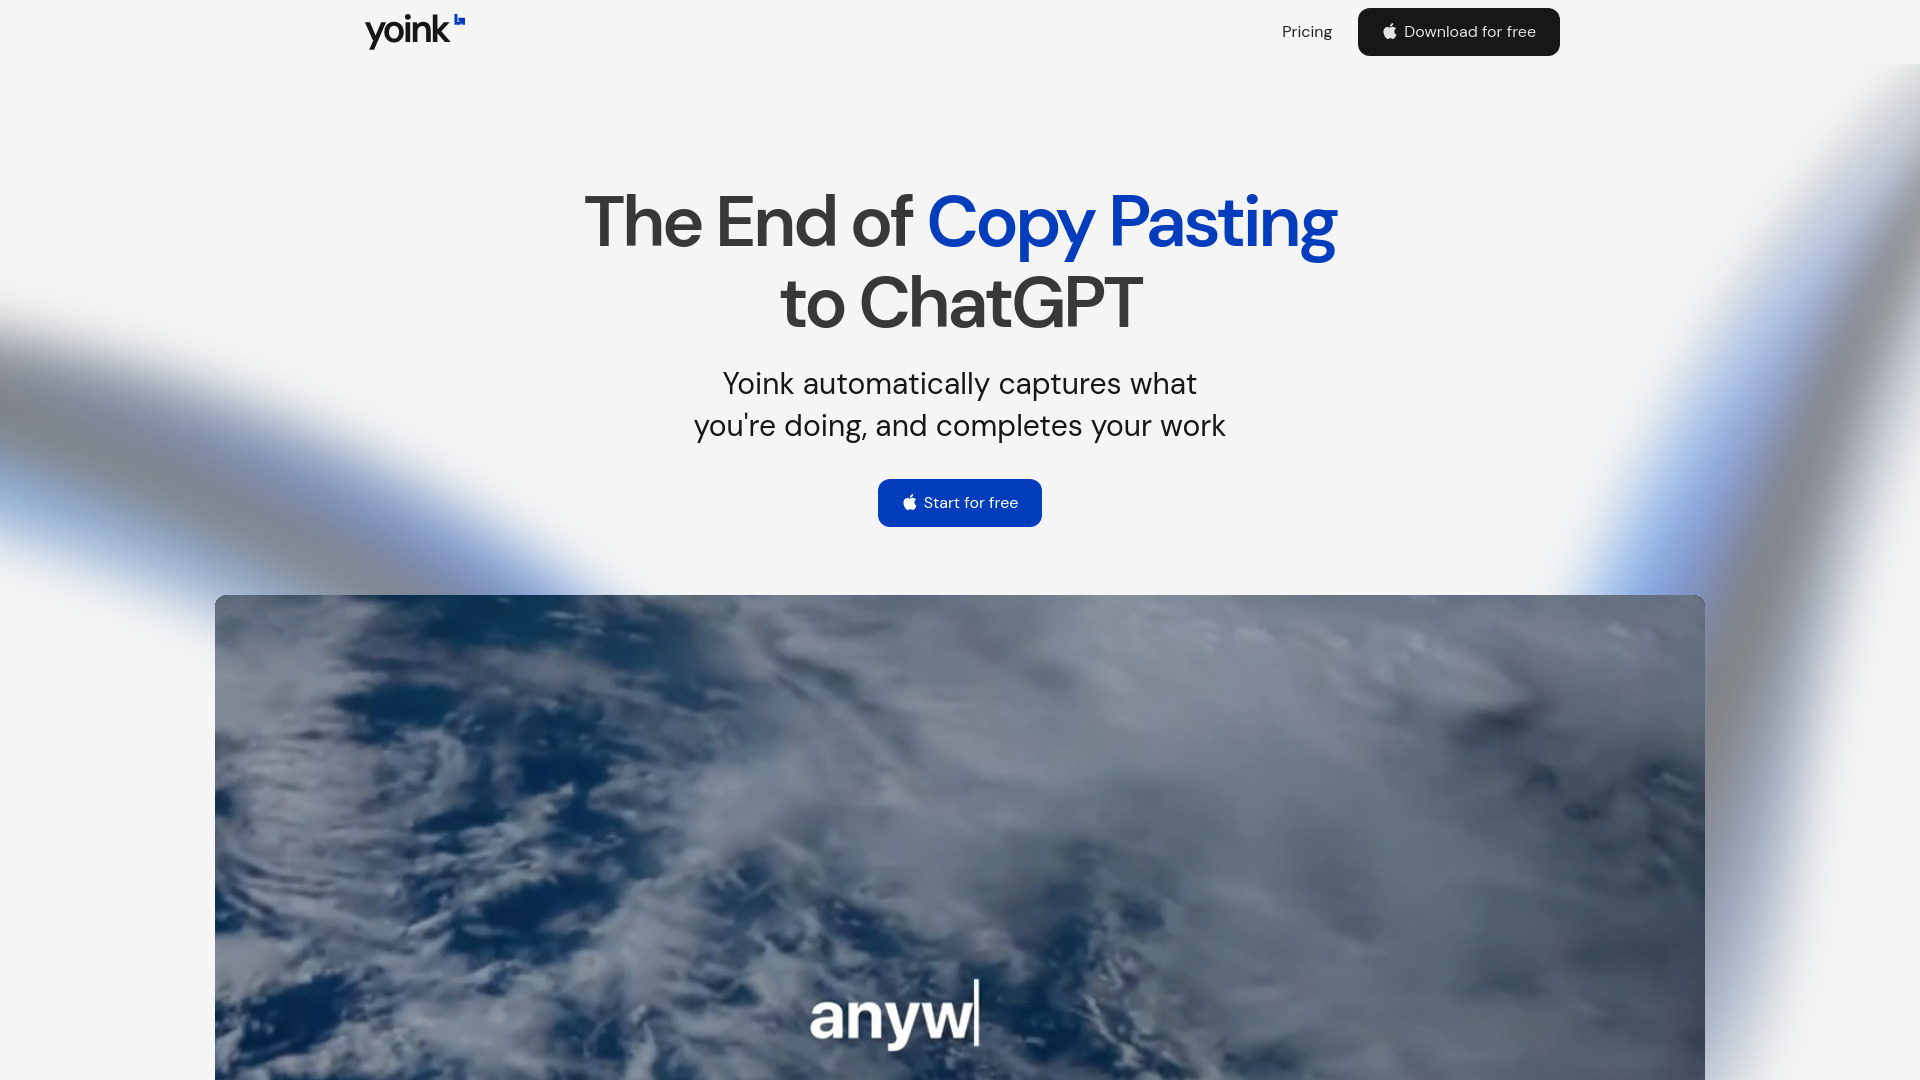 yoink
Pricing
Download for free
The End of Copy Pasting
to ChatGPT
Yoink automatically captures what
you're doing, and completes your work
Start for free
anyw